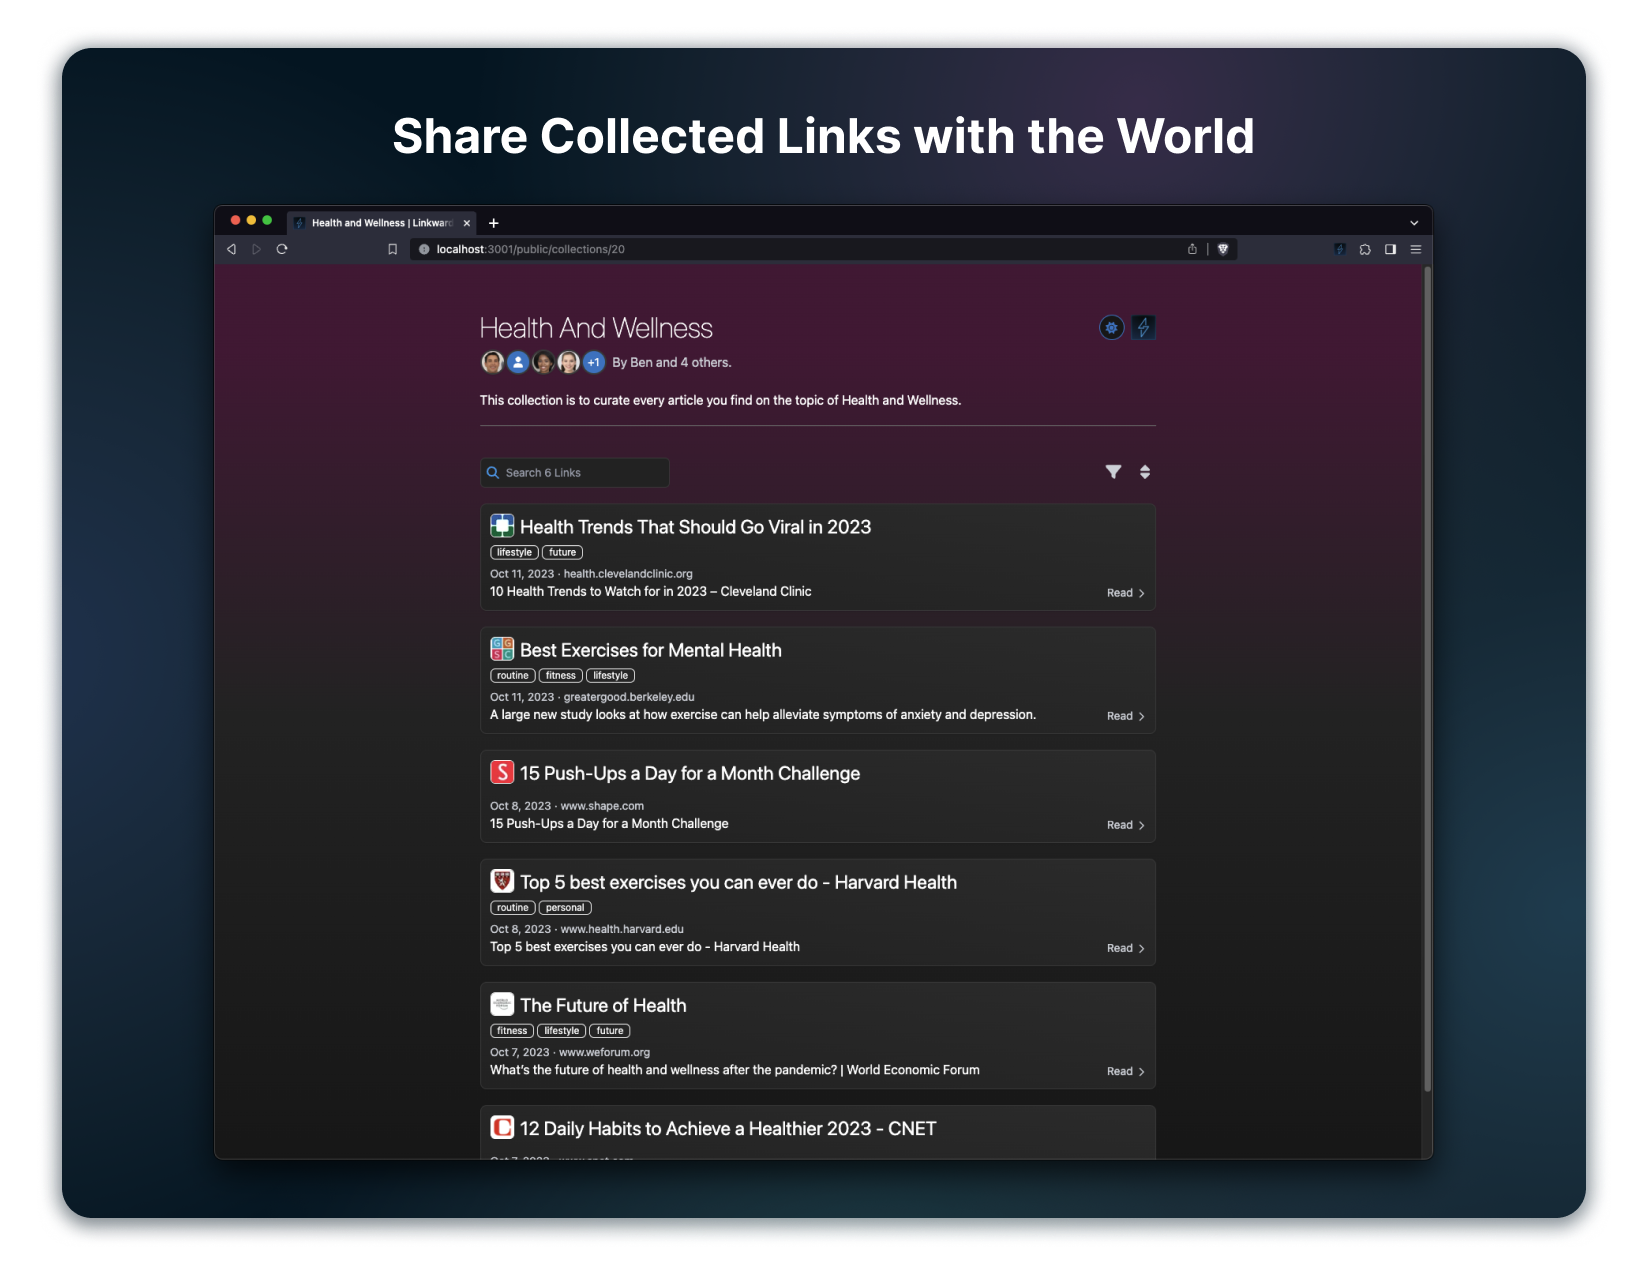 Share Collected Links with the World
Health and Wellness | Linkward
localhost:3001/public/collections/20
Health And Wellness
+1 By Ben and 4 others.
This collection is to curate every article you find on the topic of Health and Wellness.
Search 6 Links
Health Trends That Should Go Viral in 2023
lifestyle future
Oct 11, 2023 · health.clevelandclinic.org
10 Health Trends to Watch for in 2023 – Cleveland Clinic
Read
G G
S C
Best Exercises for Mental Health
routine fitness lifestyle
Oct 11, 2023 · greatergood.berkeley.edu
A large new study looks at how exercise can help alleviate symptoms of anxiety and depression.
Read
S 15 Push-Ups a Day for a Month Challenge
Oct 8, 2023 · www.shape.com
15 Push-Ups a Day for a Month Challenge
Read
Top 5 best exercises you can ever do - Harvard Health
routine personal
Oct 8, 2023 · www.health.harvard.edu
Top 5 best exercises you can ever do - Harvard Health
Read
The Future of Health
fitness lifestyle future
Oct 7, 2023 · www.weforum.org
What's the future of health and wellness after the pandemic? | World Economic Forum
Read
C 12 Daily Habits to Achieve a Healthier 2023 - CNET